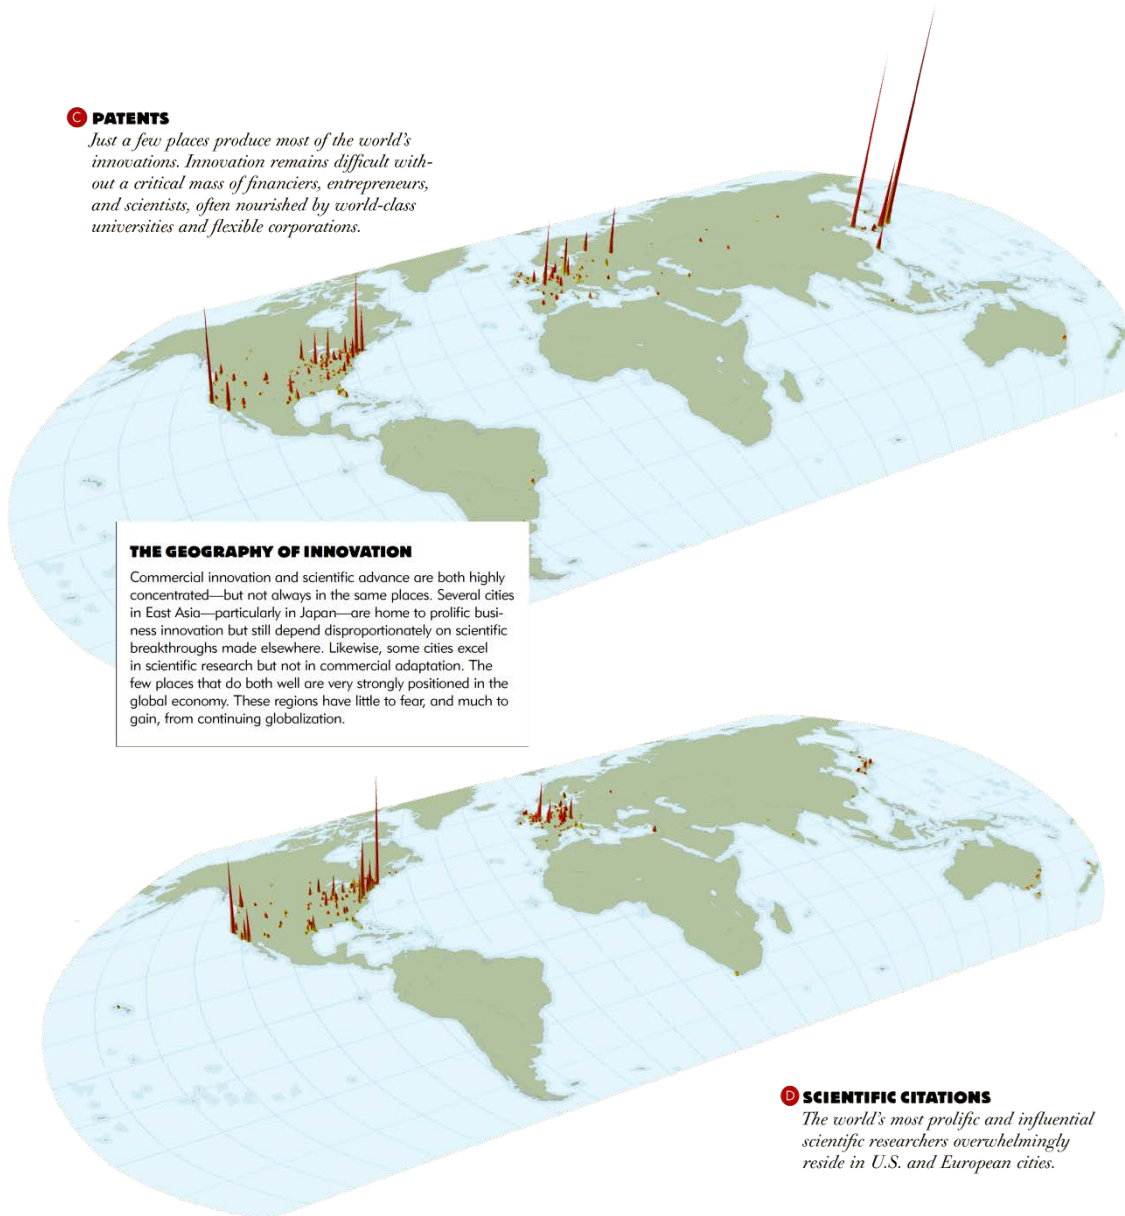 C PATENTS
Just a few places produce most of the world’s
innovations. Innovation remains difficult with-
out a critical mass of financiers, entrepreneurs,
and scientists, often nourished by world-class
universities and flexible corporations.
THE GEOGRAPHY OF INNOVATION
Commercial innovation and scientific advance are both highly
concentrated—but not always in the same places. Several cities
in East Asia—particularly in Japan—are home to prolific busi-
ness innovation but still depend disproportionately on scientific
breakthroughs made elsewhere. Likewise, some cities excel
in scientific research but not in commercial adaptation. The
few places that do both well are very strongly positioned in the
global economy. These regions have little to fear, and much to
gain, from continuing globalization.
D SCIENTIFIC CITATIONS
The world’s most prolific and influential
scientific researchers overwhelmingly
reside in U.S. and European cities.